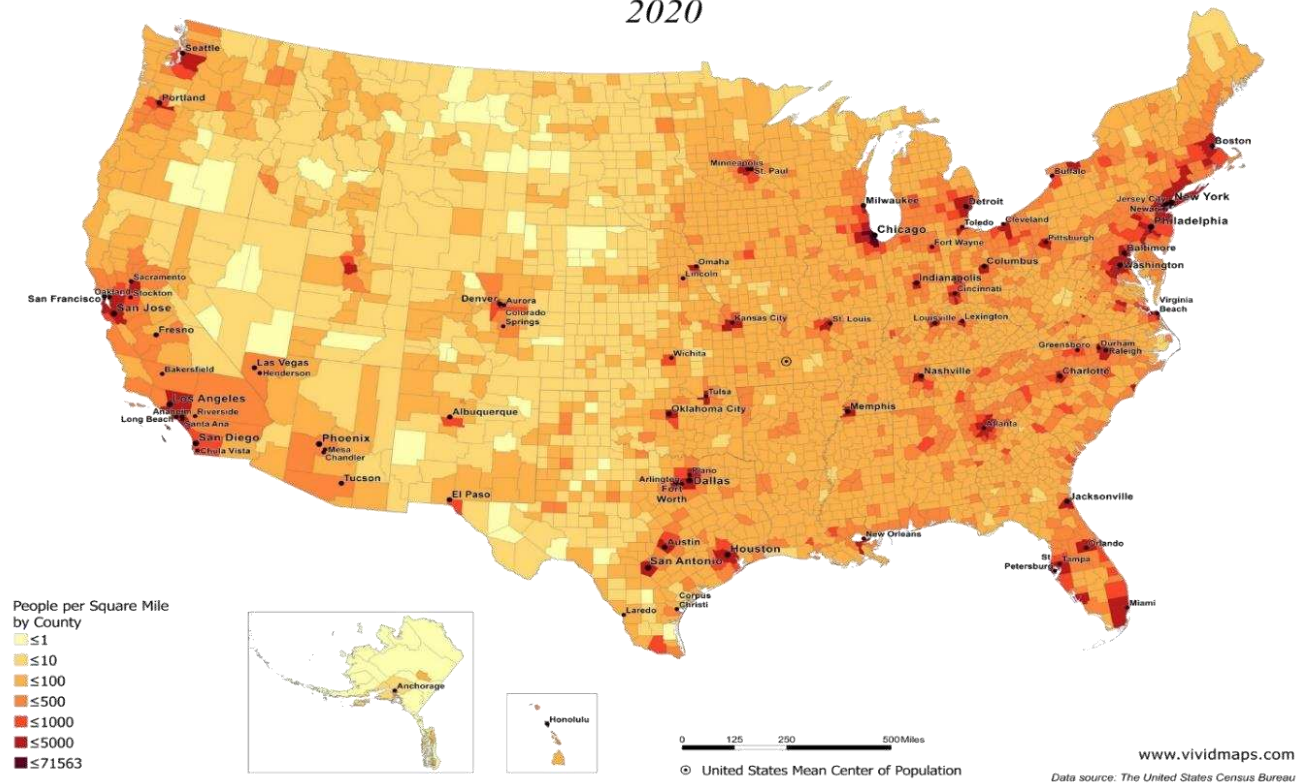 2020
Seattle
Portland
Minneapolis
St. Paul
Milwaukee
Chicago
Detroit
Toledo
Cleveland
Buffalo
Boston
Jersey City
New York
Newark
Philadelphia
Pittsburgh
Baltimore
Washington
Fort Wayne
Columbus
Indianapolis
Cincinnati
Omaha
Lincoln
Sacramento
Oakland
Stockton
San Francisco
San Jose
Fresno
Bakersfield
Denver
Aurora
Colorado
Springs
Kansas City
St. Louis
Louisville
Lexington
Virginia
Beach
Greensboro
Durham
Raleigh
Charlotte
Nashville
Memphis
Atlanta
Wichita
Tulsa
Oklahoma City
Las Vegas
Henderson
Los Angeles
Anaheim
Riverside
Long Beach
Santa Ana
San Diego
Chula Vista
Albuquerque
Phoenix
Mesa
Chandler
Tucson
El Paso
Plano
Arlington
Dallas
Fort
Worth
Austin
Houston
San Antonio
New Orleans
Corpus
Christi
Laredo
Jacksonville
Orlando
St
Petersburg
Tampa
Miami
People per Square Mile
by County
≤1
≤10
≤100
≤500
≤1000
≤5000
≤71563
Anchorage
Honolulu
0 125 250 500 Miles
United States Mean Center of Population
www.vividmaps.com
Data source: The United States Census Bureau